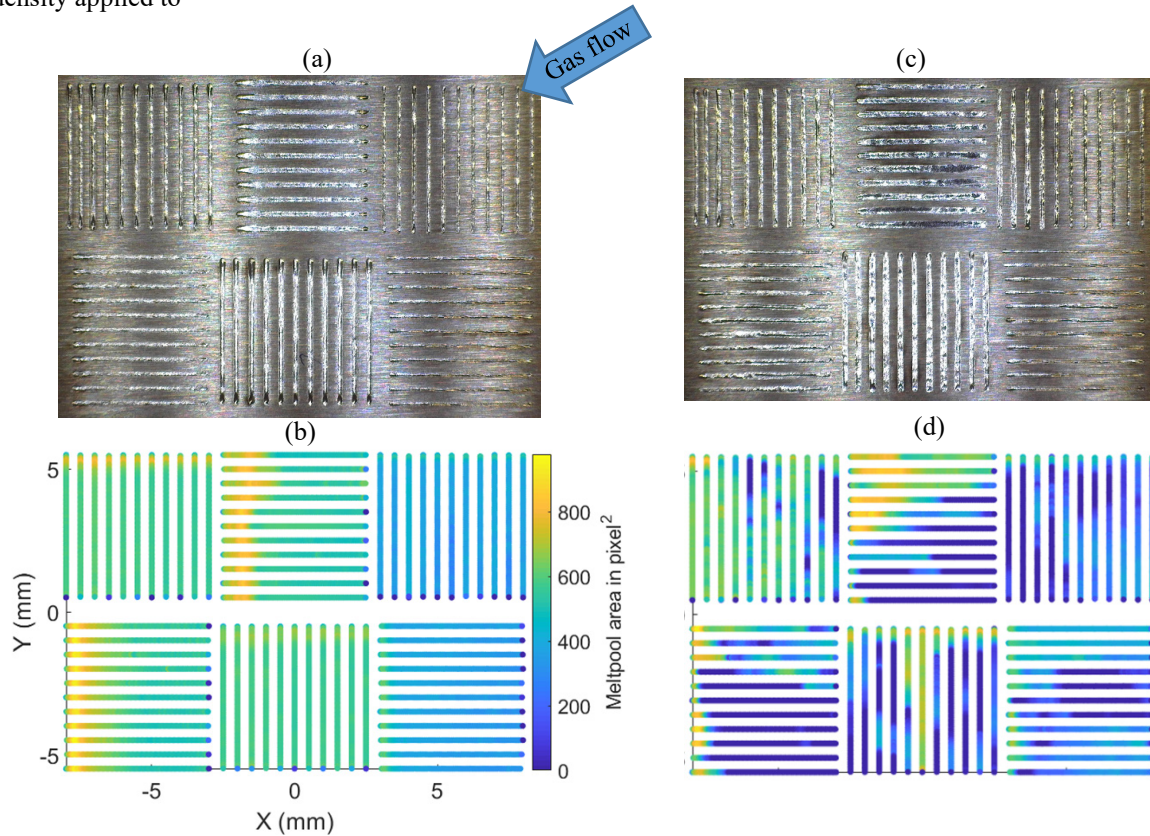 density applied to
Gas flow
(a)
(c)
(b)
(d)
5
0
-5
Y (mm)
-5
0
5
X (mm)
800
600
400
200
0
Meltpool area in pixel²